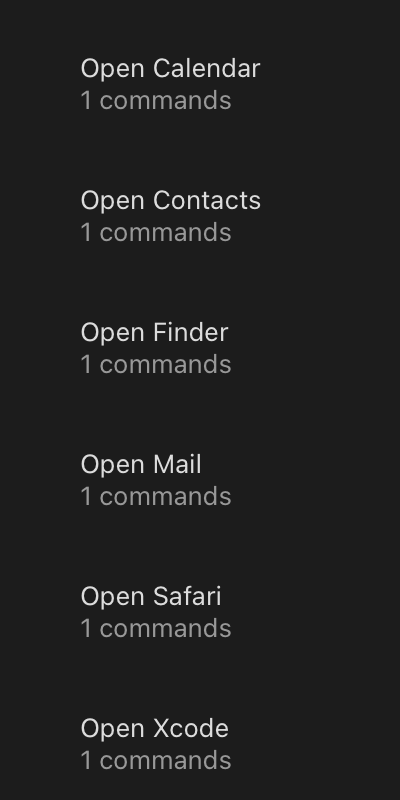 Open Calendar
1 commands
Open Contacts
1 commands
Open Finder
1 commands
Open Mail
1 commands
Open Safari
1 commands
Open Xcode
1 commands